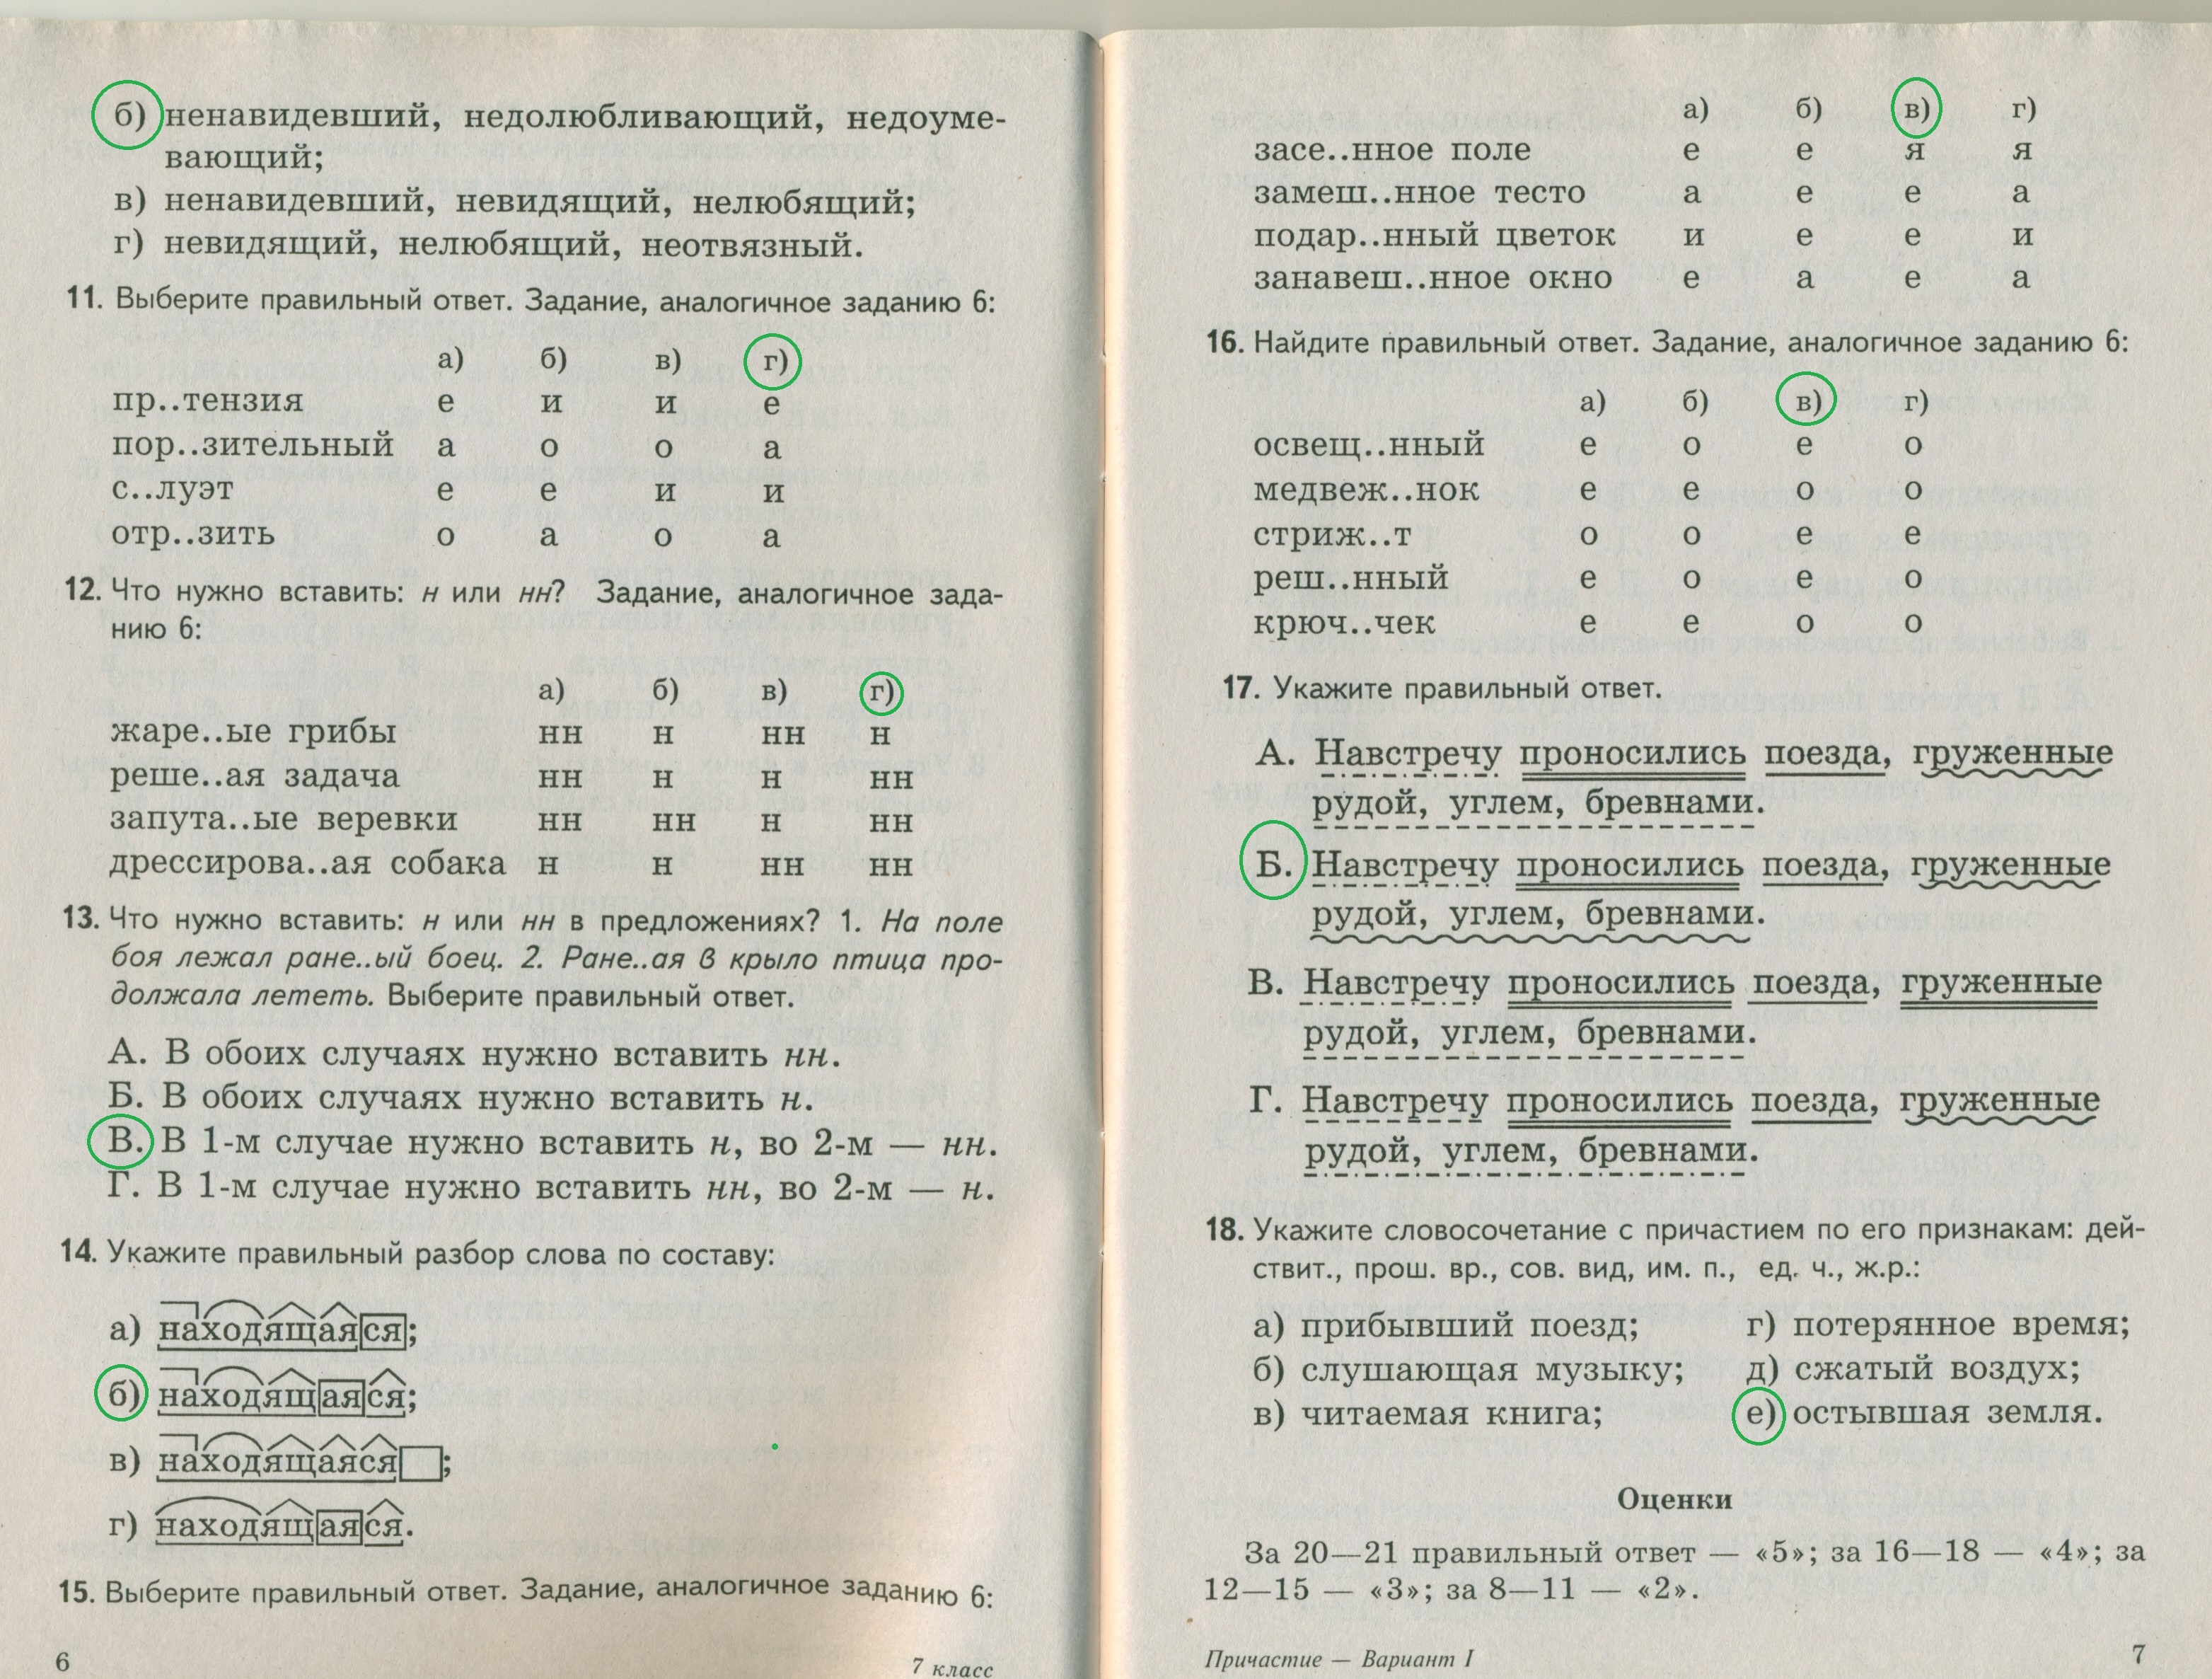 б) ненавидевший, недолюбливающий, недоуме-
вающий;
в) ненавидевший, невидящий, нелюбящий;
г) невидящий, нелюбящий, неотвязный.
11. Выберите правильный ответ. Задание, аналогичное заданию 6:
а) б) в) г)
пр..тензия е и и е
пор..зительный а о о а
с..луэт е е и и
отр..зить о а о а
12. Что нужно вставить: н или нн? Задание, аналогичное зада-
нию 6:
а) б) в) г)
жаре..ые грибы нн н нн н
реше..ая задача нн н н нн
запута..ые веревки нн нн н нн
дрессирова..ая собака н н нн нн
13. Что нужно вставить: н или нн в предложениях? 1. На поле
боя лежал ране..ый боец. 2. Ране..ая в крыло птица про-
должала лететь. Выберите правильный ответ.
А. В обоих случаях нужно вставить нн.
Б. В обоих случаях нужно вставить н.
В. В 1-м случае нужно вставить н, во 2-м — нн.
Г. В 1-м случае нужно вставить нн, во 2-м — н.
14. Укажите правильный разбор слова по составу:
а) находящаяся;
б) находящаяся;
в) находящаяся;
г) находящаяся.
15. Выберите правильный ответ. Задание, аналогичное заданию 6:
6 7 класс
а) б) в) г)
засе..нное поле е е я я
замеш..нное тесто а е е а
подар..нный цветок и е е и
занавеш..нное окно е а е а
16. Найдите правильный ответ. Задание, аналогичное заданию 6:
а) б) в) г)
освещ..нный е о е о
медвеж..нок е е о о
стриж..т о о е е
реш..нный е о е о
крюч..чек е е о о
17. Укажите правильный ответ.
А. Навстречу проносились поезда, груженные
рудой, углем, бревнами.
Б. Навстречу проносились поезда, груженные
рудой, углем, бревнами.
В. Навстречу проносились поезда, груженные
рудой, углем, бревнами.
Г. Навстречу проносились поезда, груженные
рудой, углем, бревнами.
18. Укажите словосочетание с причастием по его признакам: дей-
ствит., прош. вр., сов. вид, им. п., ед. ч., ж.р.:
а) прибывший поезд; г) потерянное время;
б) слушающая музыку; д) сжатый воздух;
в) читаемая книга; е) остывшая земля.
Оценки
За 20—21 правильный ответ — «5»; за 16—18 — «4»; за
12—15 — «3»; за 8—11 — «2».
Причастие — Вариант I 7